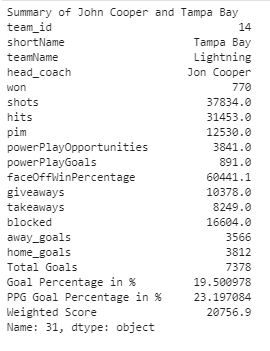 Summary of John Cooper and Tampa Bay
team_id 14
shortName Tampa Bay
teamName Lightning
head_coach Jon Cooper
won 770
shots 37834.0
hits 31453.0
pim 12530.0
powerPlayOpportunities 3841.0
powerPlayGoals 891.0
faceOffWinPercentage 60441.1
giveaways 10378.0
takeaways 8249.0
blocked 16604.0
away_goals 3566
home_goals 3812
Total Goals 7378
Goal Percentage in % 19.500978
PPG Goal Percentage in % 23.197084
Weighted Score 20756.9
Name: 31, dtype: object